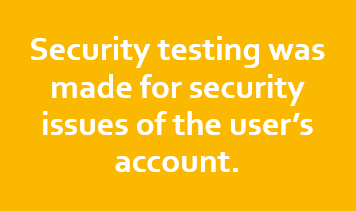 Security testing was
made for security
issues of the user’s
account.